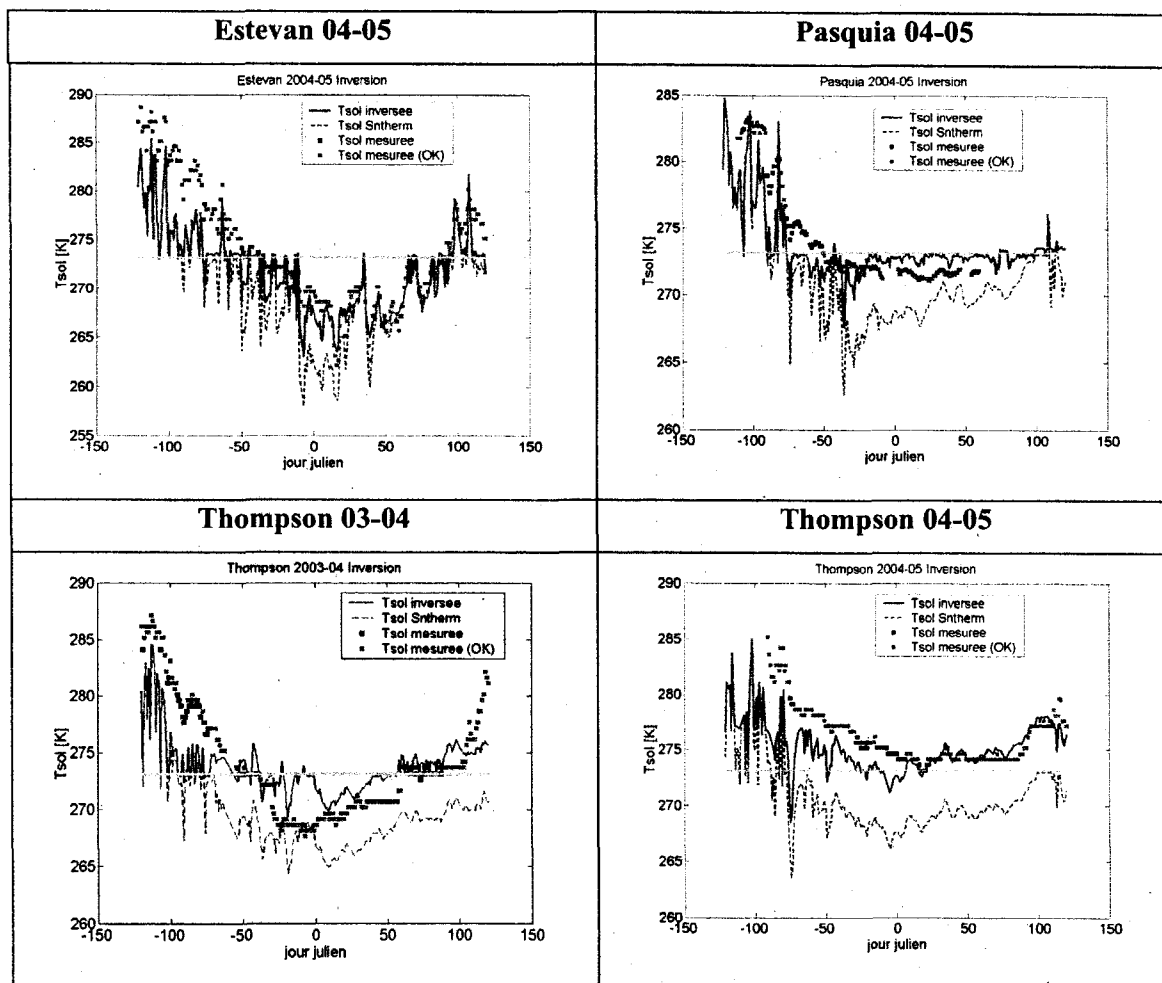 Estevan 04-05
Pasquia 04-05
Estevan 2004-05 Inversion
290
285
280
275
270
265
260
255
-150
-100
-50
0
50
100
150
Tsol [K]
jour julien
Tsol inversee
Tsol Sntherm
Tsol mesuree
Tsol mesuree (OK)
Pasquia 2004-05 Inversion
285
280
275
270
265
260
-150
-100
-50
0
50
100
150
Tsol [K]
jour julien
Tsol inversee
Tsol Sntherm
Tsol mesuree
Tsol mesuree (OK)
Thompson 03-04
Thompson 04-05
Thompson 2003-04 Inversion
290
285
280
275
270
265
260
-150
-100
-50
0
50
100
150
Tsol [K]
jour julien
Tsol inversee
Tsol Sntherm
Tsol mesuree
Tsol mesuree (OK)
Thompson 2004-05 Inversion
290
285
280
275
270
265
260
-150
-100
-50
0
50
100
150
Tsol [K]
jour julien
Tsol inversee
Tsol Sntherm
Tsol mesuree
Tsol mesuree (OK)